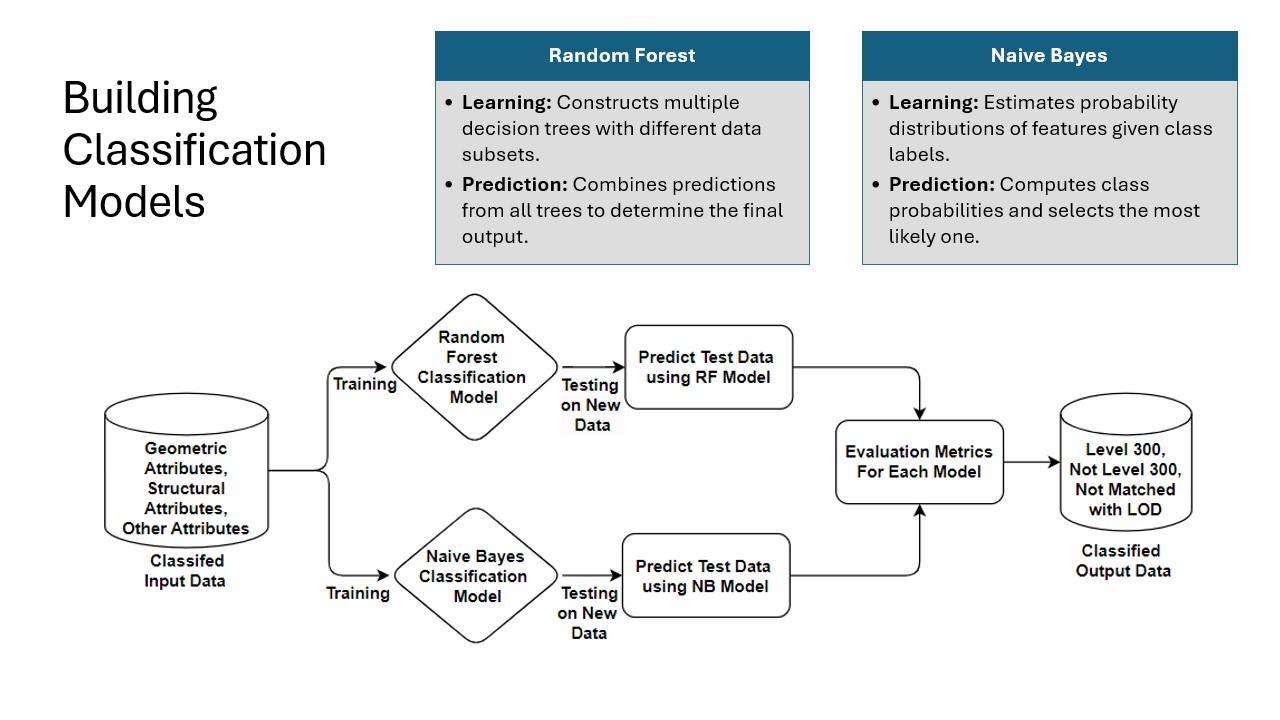 Building
Classification
Models
Random Forest
• Learning: Constructs multiple
decision trees with different data
subsets.
• Prediction: Combines predictions
from all trees to determine the final
output.
Naive Bayes
• Learning: Estimates probability
distributions of features given class
labels.
• Prediction: Computes class
probabilities and selects the most
likely one.
Geometric
Attributes,
Structural
Attributes,
Other Attributes
Classifed
Input Data
Training
Random
Forest
Classification
Model
Testing
on New
Data
Predict Test Data
using RF Model
Training
Naive Bayes
Classification
Model
Testing
on New
Data
Predict Test Data
using NB Model
Evaluation Metrics
For Each Model
Level 300,
Not Level 300,
Not Matched
with LOD
Classified
Output Data